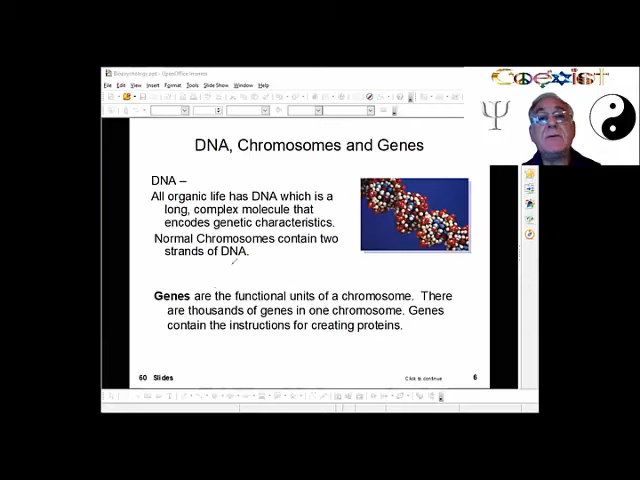 Biopsychology.ppt - OpenOffice Impress
File Edit View Insert Format Tools Slide Show Window Help
Coexist
DNA, Chromosomes and Genes
DNA –
All organic life has DNA which is a
long, complex molecule that
encodes genetic characteristics.
Normal Chromosomes contain two
strands of DNA.
Genes are the functional units of a chromosome. There
are thousands of genes in one chromosome. Genes
contain the instructions for creating proteins.
60 Slides
Click to continue
6